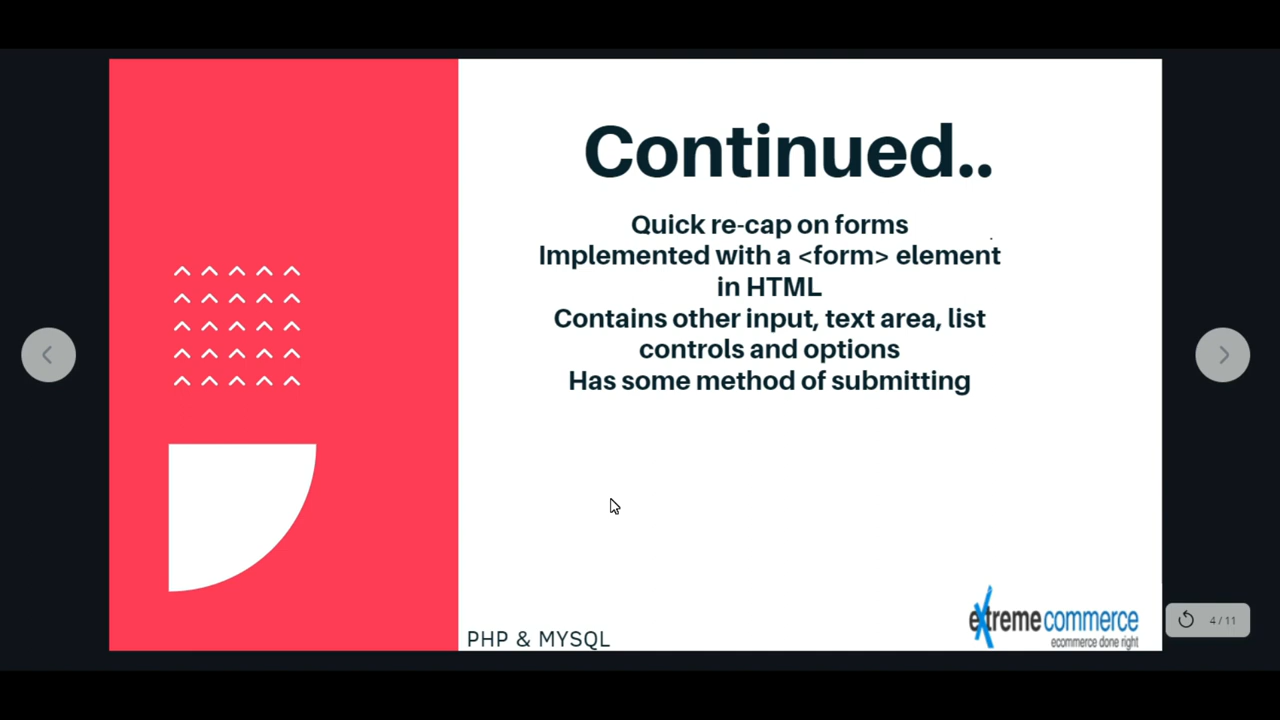 Continued..
Quick re-cap on forms
Implemented with a <form> element
in HTML
Contains other input, text area, list
controls and options
Has some method of submitting
PHP & MYSQL
extremecommerce
ecommerce done right
4 / 11